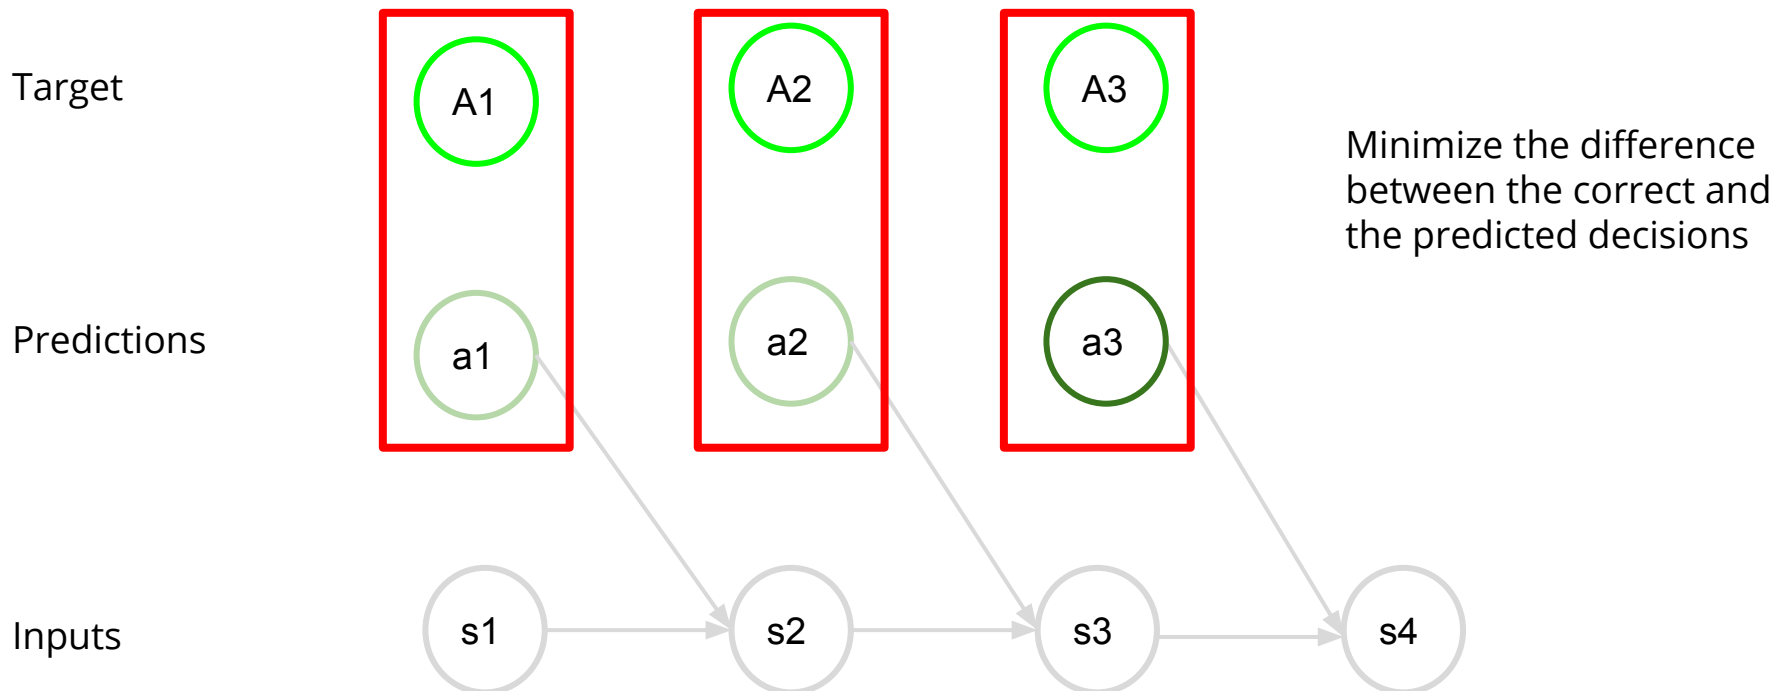 Target
A1
A2
A3
Minimize the difference
between the correct and
the predicted decisions
Predictions
a1
a2
a3
Inputs
s1
s2
s3
s4